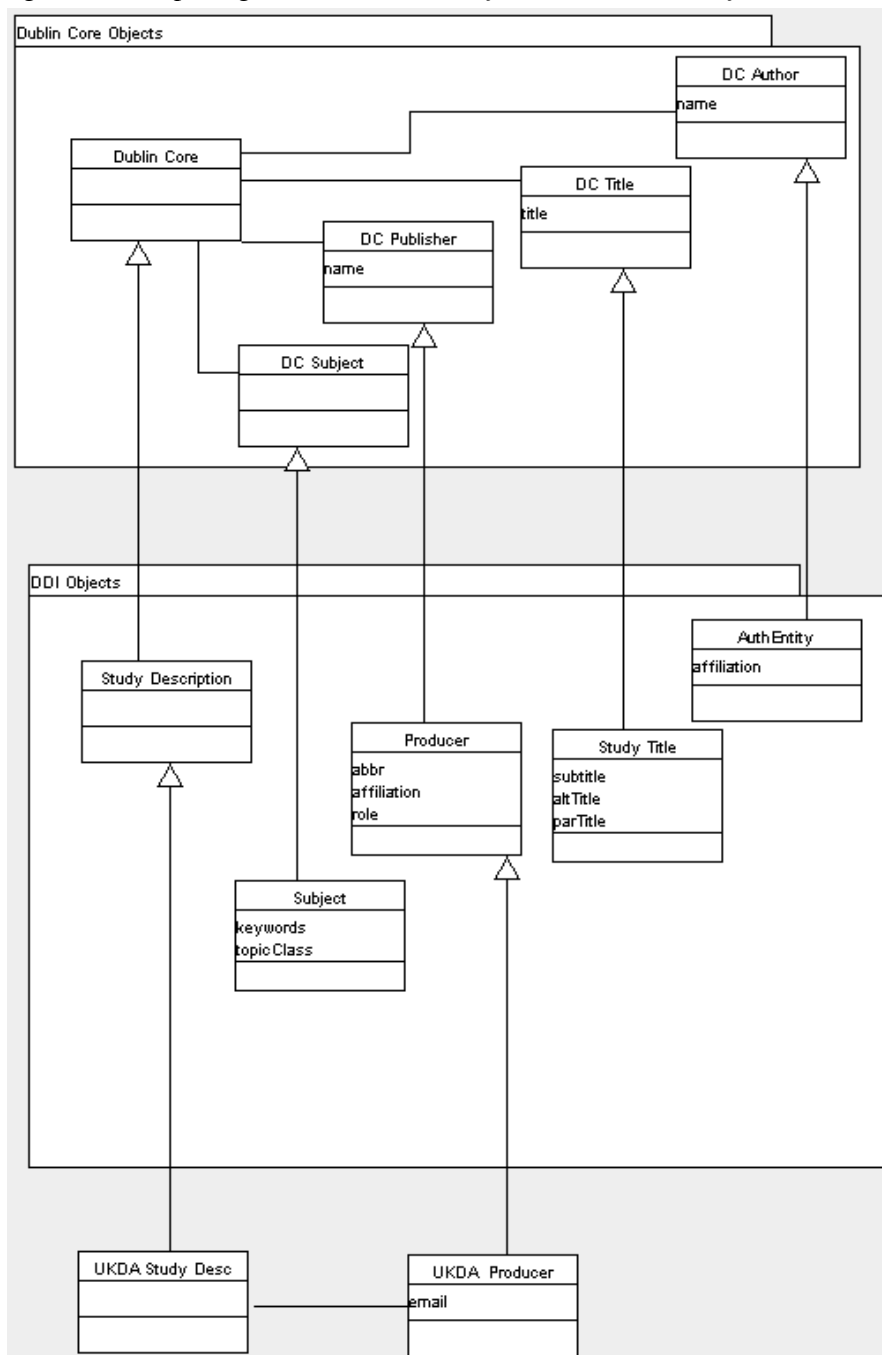 Dublin Core Objects
DC Author
name
Dublin Core
DC Title
title
DC Publisher
name
DC Subject
DDI Objects
AuthEntity
affiliation
Study Description
Producer
abbr
affiliation
role
Study Title
subtitle
altTitle
parTitle
Subject
keywords
topicClass
UKDA Study Desc
UKDA Producer
email